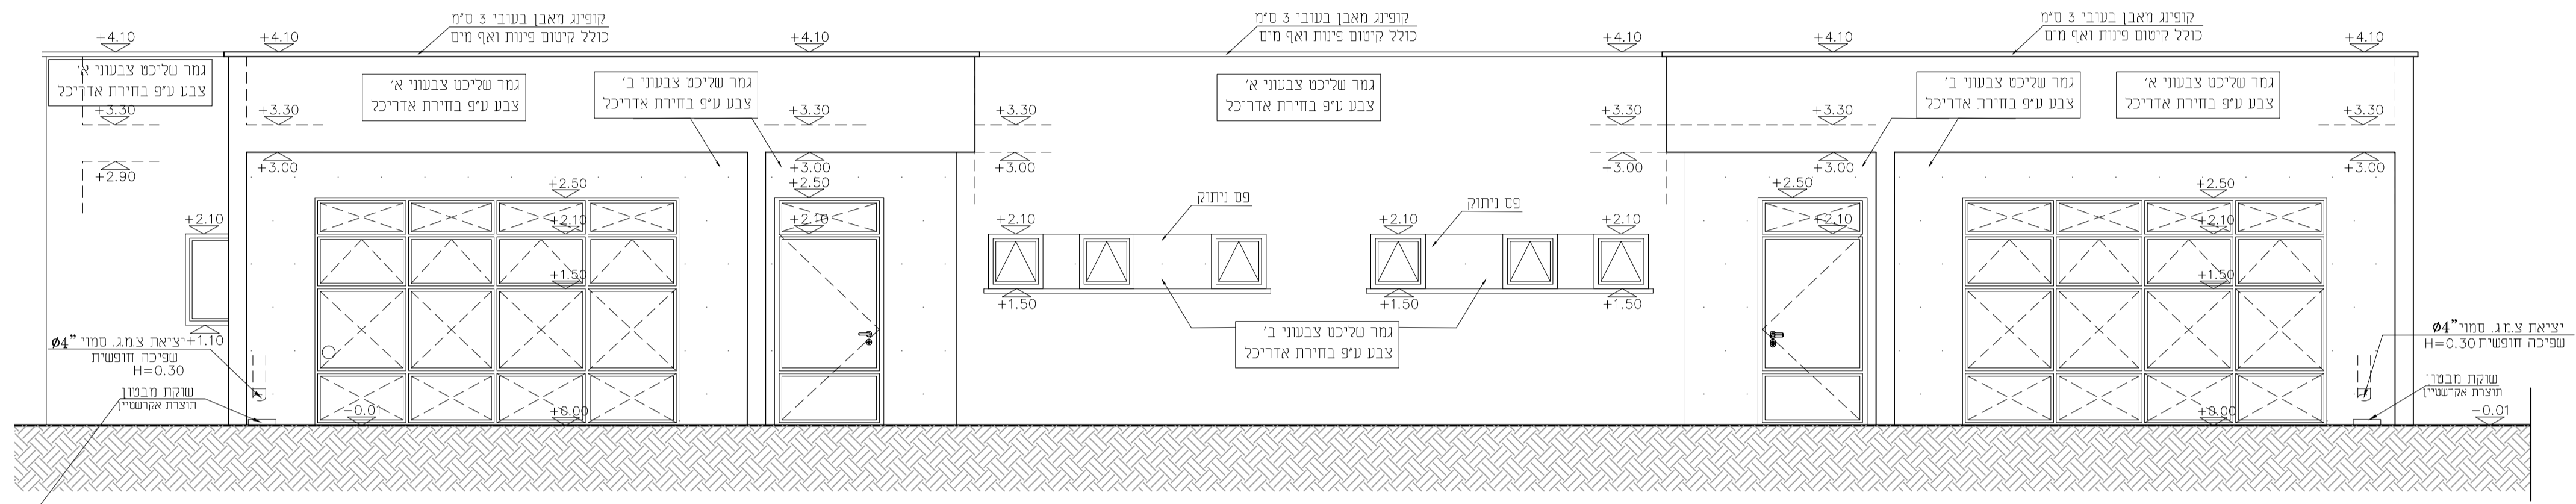 קופינג מאבן בעובי 3 ס"מ
כולל קיטום פינות ואף מים
קופינג מאבן בעובי 3 ס"מ
כולל קיטום פינות ואף מים
קופינג מאבן בעובי 3 ס"מ
כולל קיטום פינות ואף מים
+4.10
+4.10
+4.10
+4.10
+4.10
+4.10
גמר שליכט צבעוני א'
צבע ע"פ בחירת אדריכל
גמר שליכט צבעוני א'
צבע ע"פ בחירת אדריכל
גמר שליכט צבעוני ב'
צבע ע"פ בחירת אדריכל
גמר שליכט צבעוני א'
צבע ע"פ בחירת אדריכל
גמר שליכט צבעוני ב'
צבע ע"פ בחירת אדריכל
גמר שליכט צבעוני א'
צבע ע"פ בחירת אדריכל
+3.30
+3.30
+3.30
+3.30
+3.30
+3.30
+3.30
+2.90
+3.00
+3.00
+3.00
+3.00
+3.00
+3.00
+2.50
+2.50
+2.50
+2.50
פס ניתוק
פס ניתוק
+2.10
+2.10
+2.10
+2.10
+2.10
+2.10
+2.10
+2.10
+1.50
+1.50
+1.50
+1.50
+1.50
גמר שליכט צבעוני ב'
צבע ע"פ בחירת אדריכל
+1.10
יציאת צ.מ.ג. סמוי "ø4
שפיכה חופשית
H=0.30
שוקת מבטון
תוצרת אקרשטיין
-0.01
+0.00
+0.00
יציאת צ.מ.ג. סמוי "ø4
שפיכה חופשית H=0.30
שוקת מבטון
תוצרת אקרשטיין
-0.01